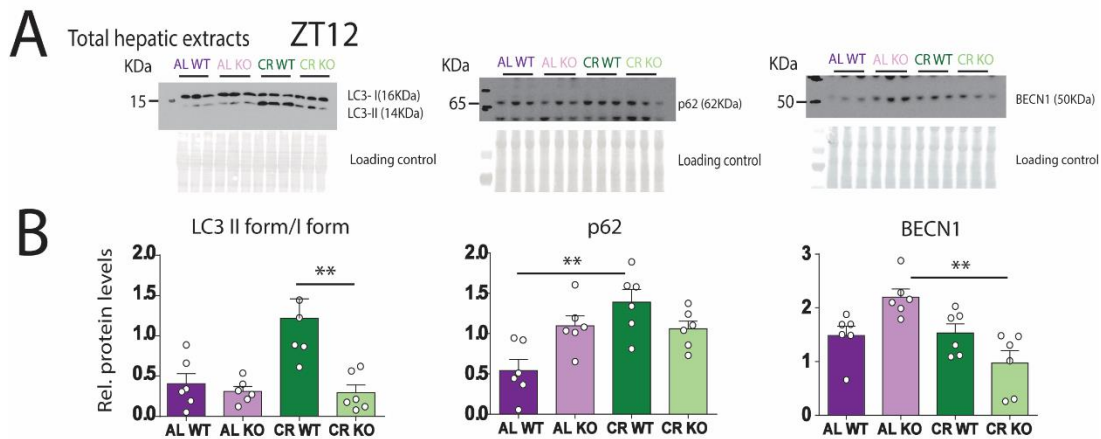 A Total hepatic extracts ZT12
KDa AL WT AL KO CR WT CR KO
15
LC3- I(16KDa)
LC3-II (14KDa)
Loading control
KDa AL WT AL KO CR WT CR KO
65
p62 (62KDa)
Loading control
KDa AL WT AL KO CR WT CR KO
50
BECN1 (50KDa)
Loading control
B
LC3 II form/I form
Rel. protein levels
2.0
1.5
1.0
0.5
0.0
**
AL WT AL KO CR WT CR KO
p62
2.0
1.5
1.0
0.5
0.0
**
AL WT AL KO CR WT CR KO
BECN1
3
2
1
0
**
AL WT AL KO CR WT CR KO